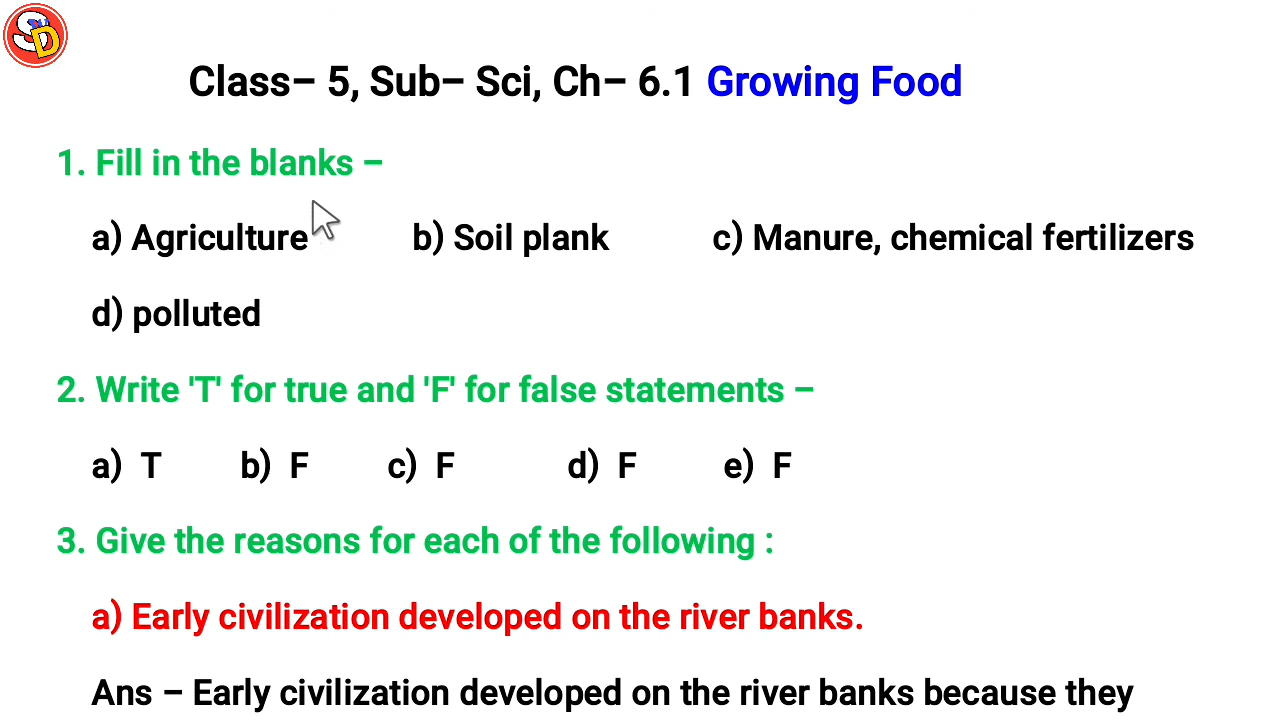 SD
Class– 5, Sub– Sci, Ch– 6.1 Growing Food
1. Fill in the blanks –
a) Agriculture b) Soil plank c) Manure, chemical fertilizers
d) polluted
2. Write 'T' for true and 'F' for false statements –
a) T b) F c) F d) F e) F
3. Give the reasons for each of the following :
a) Early civilization developed on the river banks.
Ans – Early civilization developed on the river banks because they